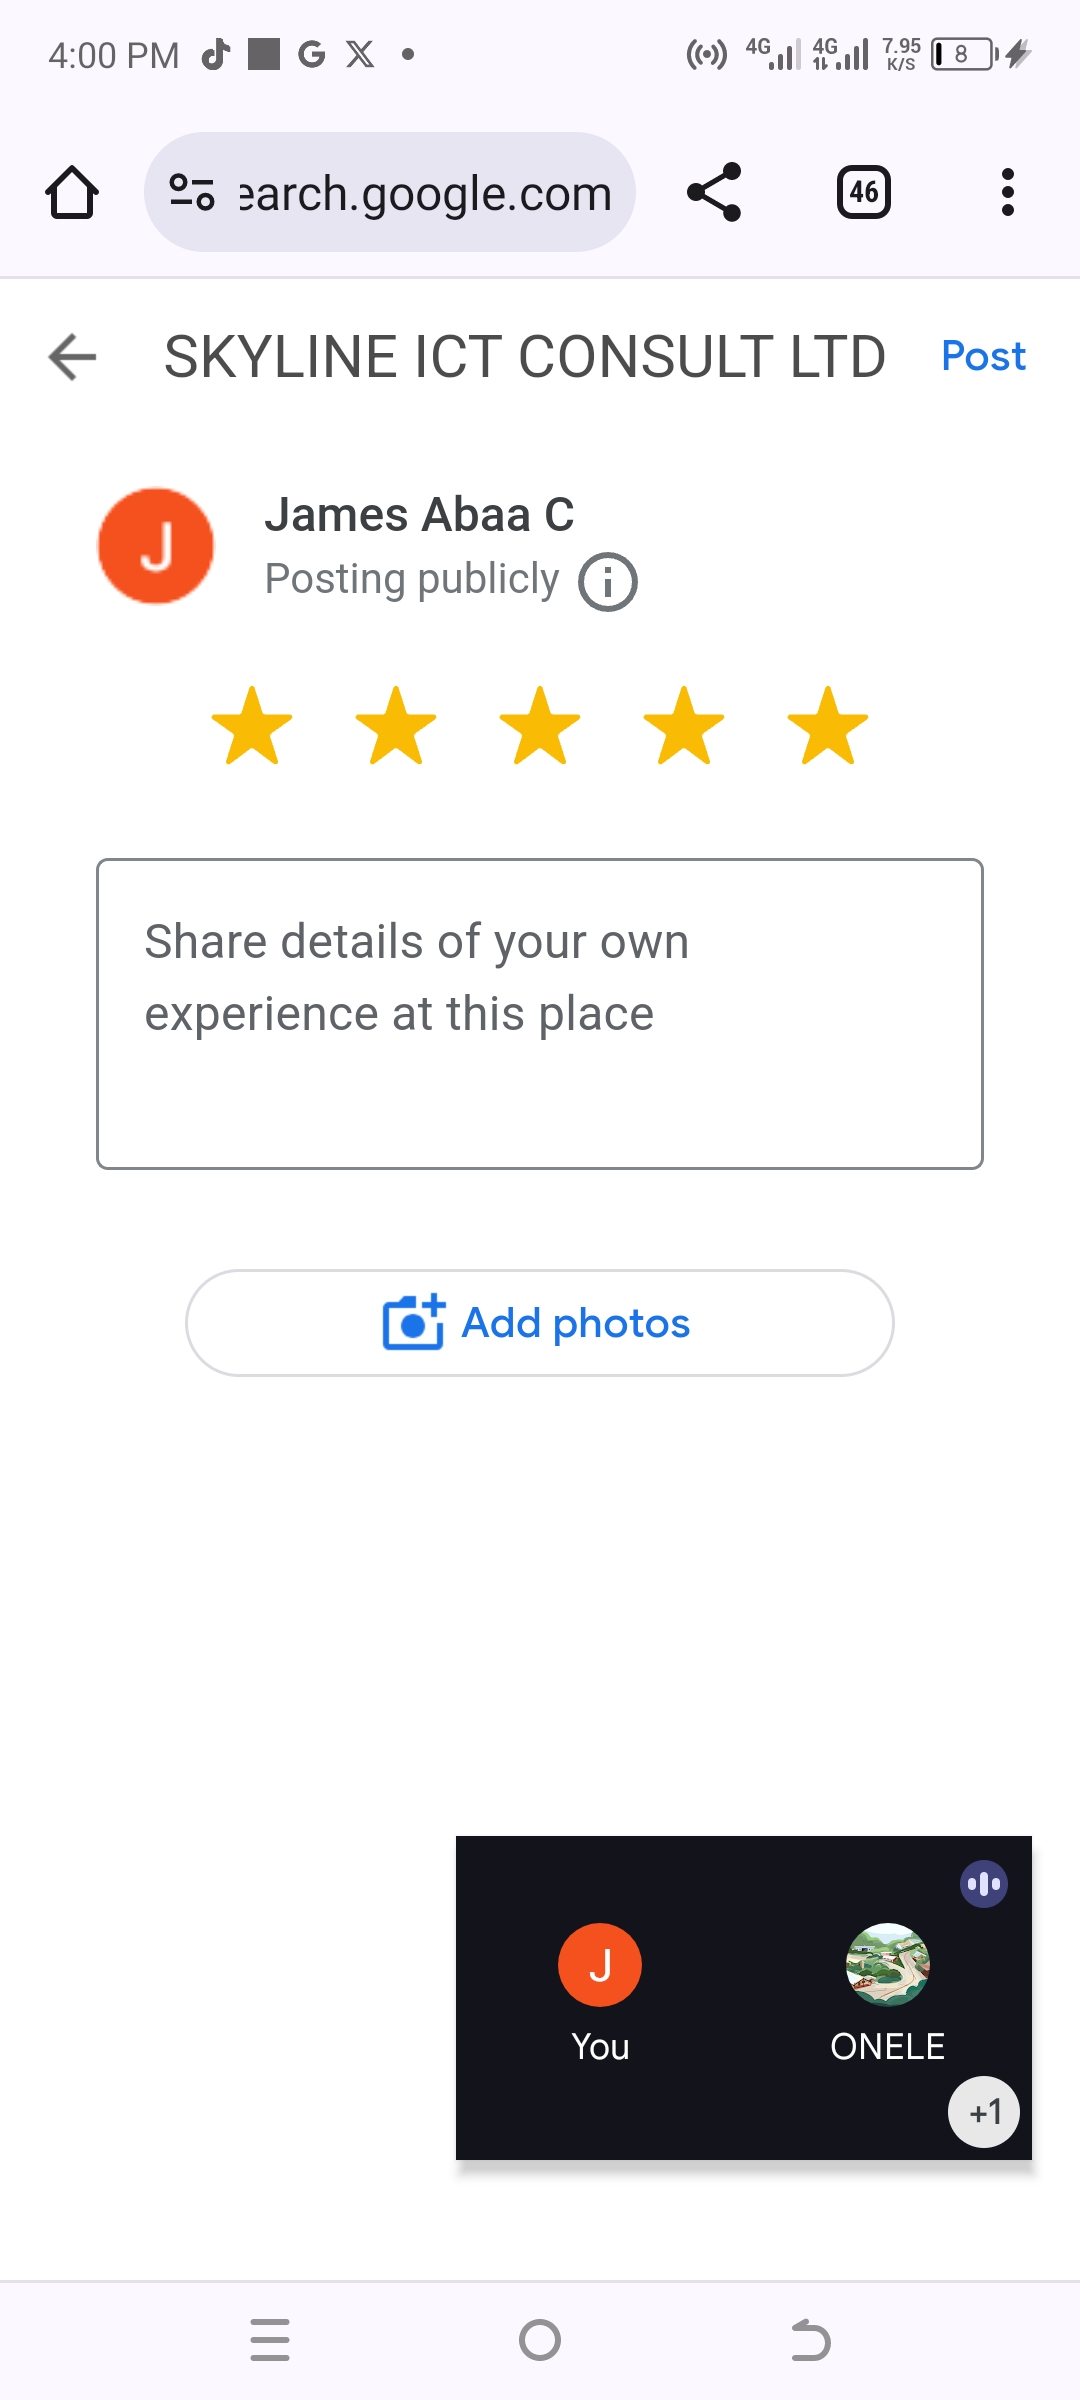 4:00 PM
4G 4G 7.95 K/S 8
earch.google.com
46
SKYLINE ICT CONSULT LTD
Post
J
James Abaa C
Posting publicly
Share details of your own
experience at this place
Add photos
J
You
ONELE
+1